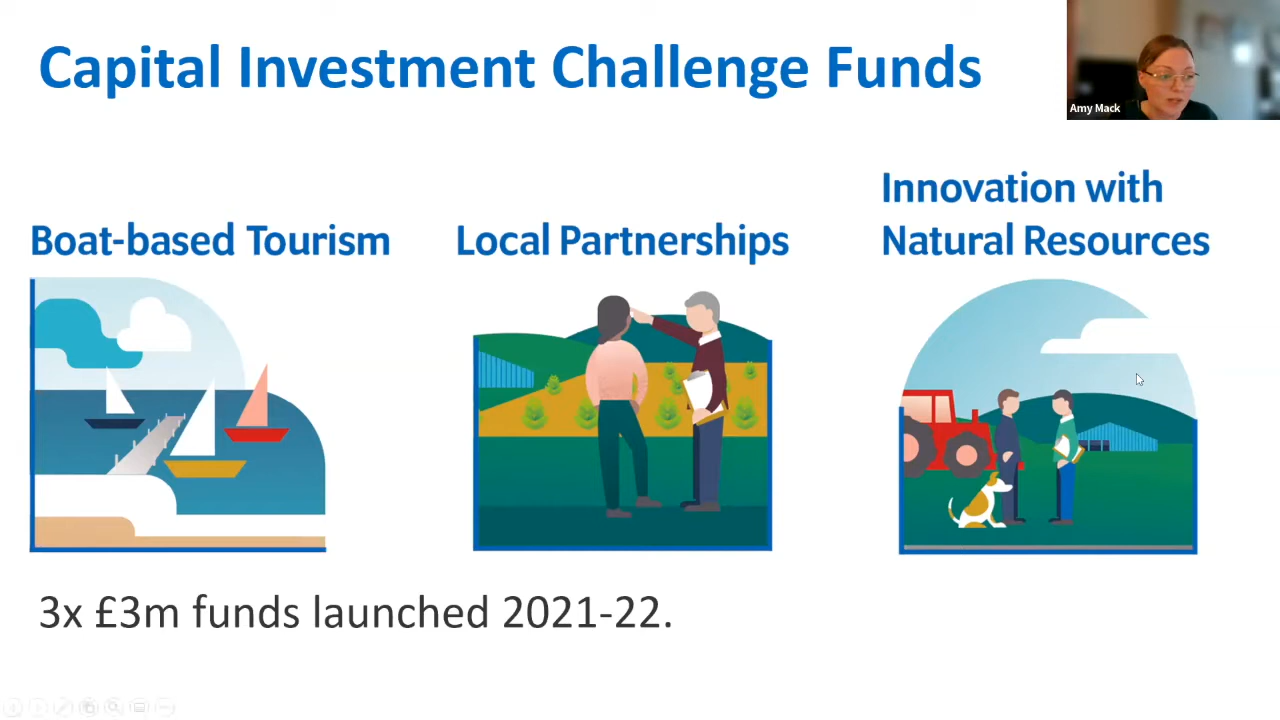 Capital Investment Challenge Funds
Amy Mack
Boat-based Tourism
Local Partnerships
Innovation with
Natural Resources
3x £3m funds launched 2021-22.